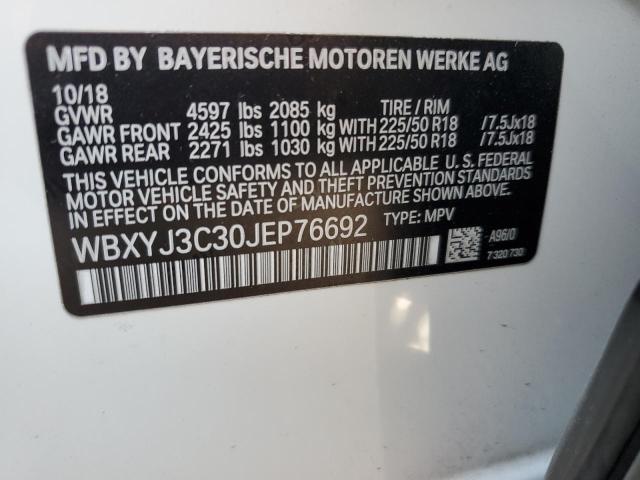 MFD BY BAYERISCHE MOTOREN WERKE AG
10/18
GVWR 4597 lbs 2085 kg TIRE / RIM
GAWR FRONT 2425 lbs 1100 kg WITH 225/50 R18 /7.5Jx18
GAWR REAR 2271 lbs 1030 kg WITH 225/50 R18 /7.5Jx18
THIS VEHICLE CONFORMS TO ALL APPLICABLE U. S. FEDERAL
MOTOR VEHICLE SAFETY AND THEFT PREVENTION STANDARDS
IN EFFECT ON THE DATE OF MANUFACTURE SHOWN ABOVE.
WBXYJ3C30JEP76692 TYPE: MPV
A96/0
7 320 730